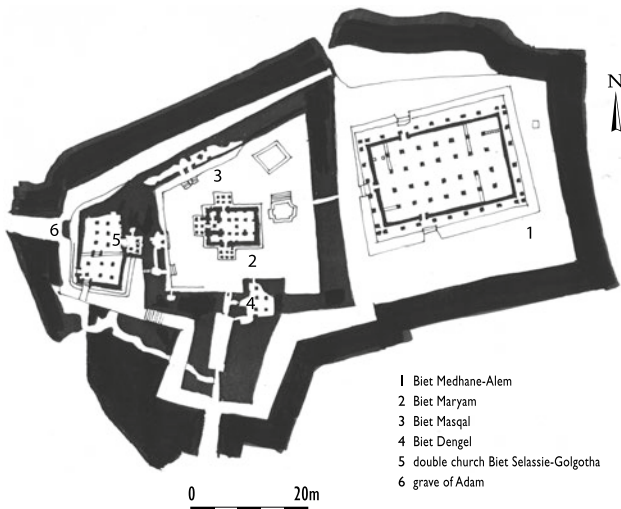 N
3
6
5
2
1
4
1 Biet Medhane-Alem
2 Biet Maryam
3 Biet Masqal
4 Biet Dengel
5 double church Biet Selassie-Golgotha
6 grave of Adam
0 20m